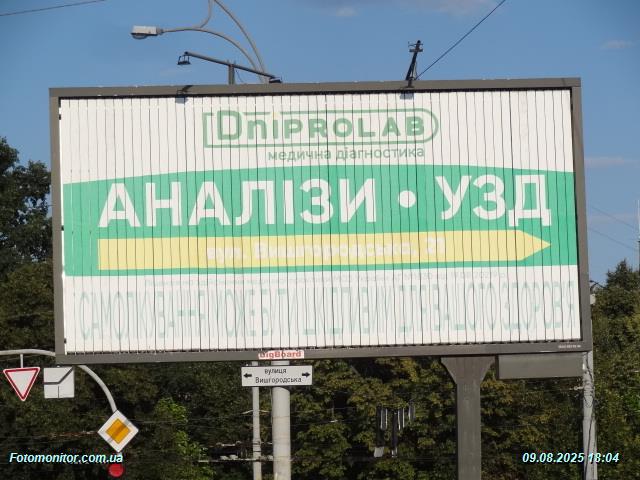 DNIPROLAB
медична діагностика
АНАЛІЗИ • УЗД
вул. Вишгородська, 21
САМОЛІКУВАННЯ МОЖЕ БУТИ ШКІДЛИВИМ ДЛЯ ВАШОГО ЗДОРОВ'Я
BigBoard
вулиця
Вишгородська
Fotomonitor.com.ua
09.08.2025 18:04